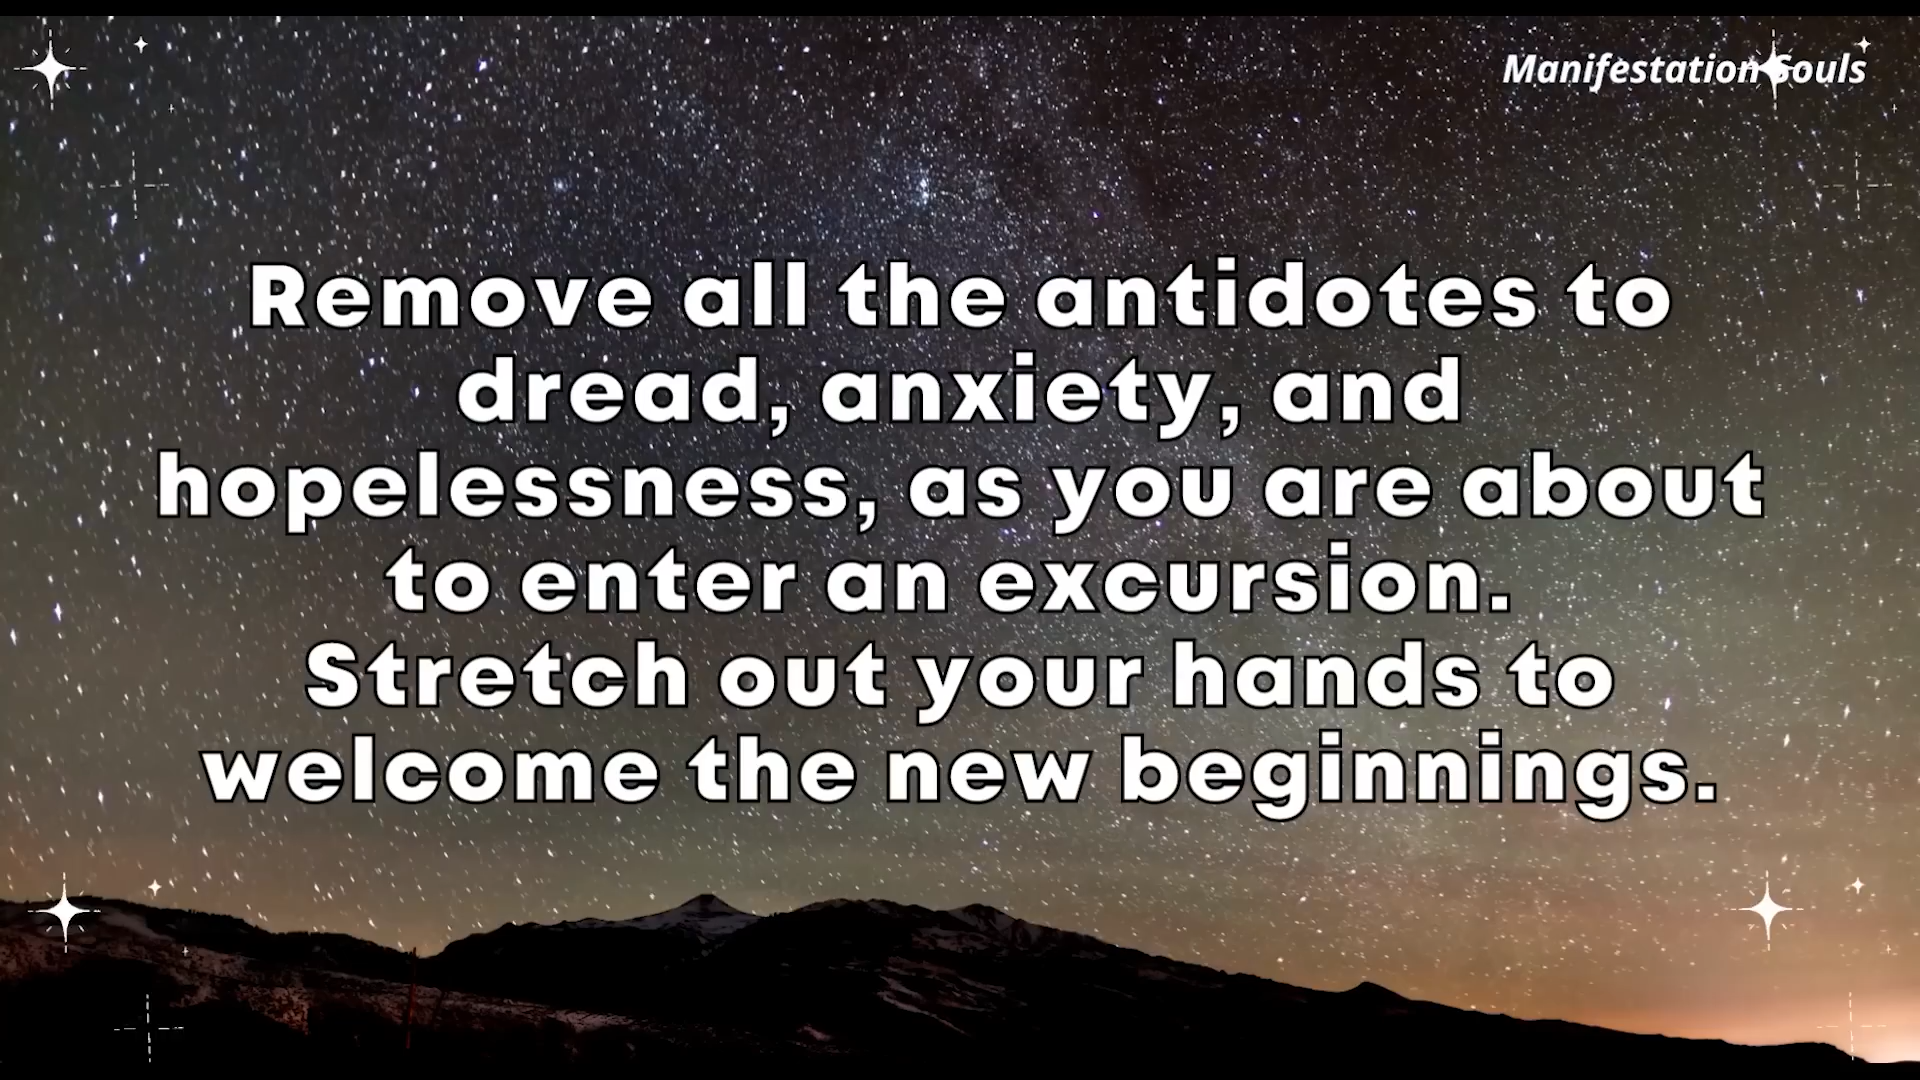 Manifestation Souls
Remove all the antidotes to
dread, anxiety, and
hopelessness, as you are about
to enter an excursion.
Stretch out your hands to
welcome the new beginnings.